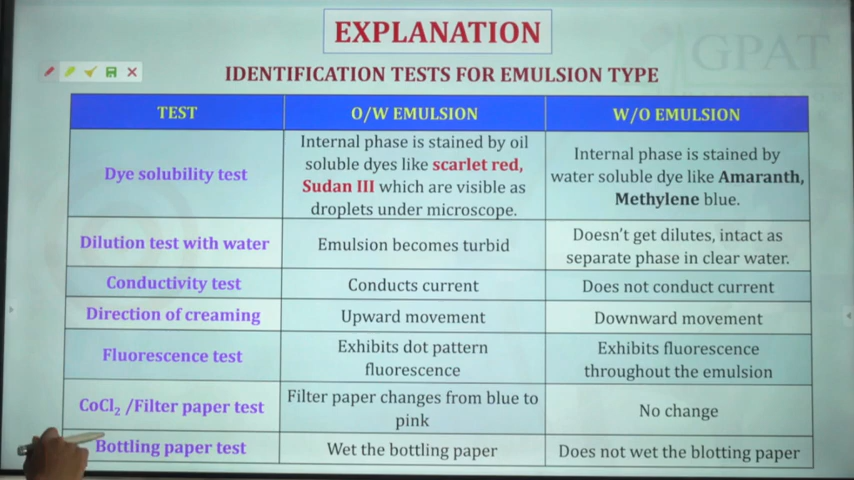 EXPLANATION
GPAT
IDENTIFICATION TESTS FOR EMULSION TYPE
TEST
O/W EMULSION
W/O EMULSION
Dye solubility test
Internal phase is stained by oil
soluble dyes like scarlet red,
Sudan III which are visible as
droplets under microscope.
Internal phase is stained by
water soluble dye like Amaranth,
Methylene blue.
Dilution test with water
Emulsion becomes turbid
Doesn't get dilutes, intact as
separate phase in clear water.
Conductivity test
Conducts current
Does not conduct current
Direction of creaming
Upward movement
Downward movement
Fluorescence test
Exhibits dot pattern
fluorescence
Exhibits fluorescence
throughout the emulsion
CoCl₂ /Filter paper test
Filter paper changes from blue to
pink
No change
Bottling paper test
Wet the bottling paper
Does not wet the blotting paper